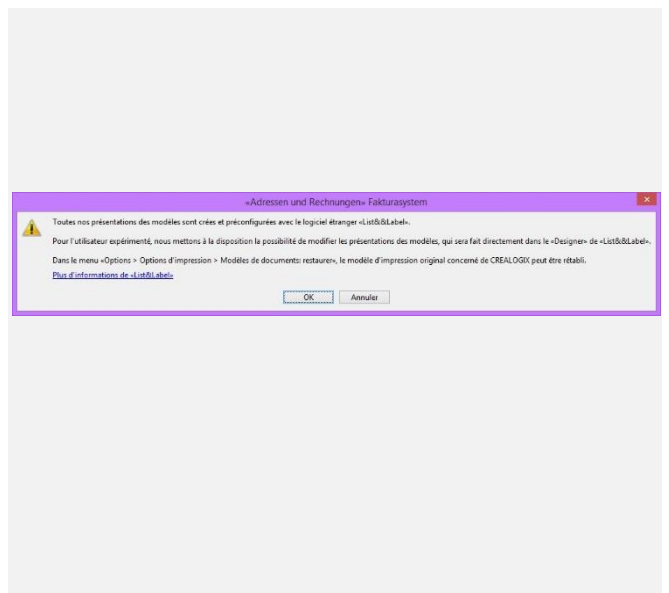 «Adressen und Rechnungen» Fakturasystem
Toutes nos présentations des modèles sont crées et préconfigurées avec le logiciel étranger «List&&Label».
Pour l'utilisateur expérimenté, nous mettons à la disposition la possibilité de modifier les présentations des modèles, qui sera fait directement dans le «Designer» de «List&&Label».
Dans le menu «Options > Options d'impression > Modèles de documents: restaurer», le modèle d'impression original concerné de CREALOGIX peut être rétabli.
Plus d'informations de «List&Label»
OK Annuler